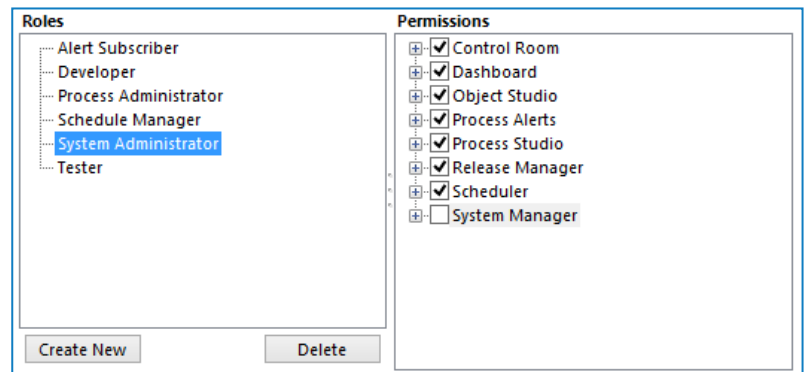 Roles
Alert Subscriber
Developer
Process Administrator
Schedule Manager
System Administrator
Tester
Create New
Delete
Permissions
Control Room
Dashboard
Object Studio
Process Alerts
Process Studio
Release Manager
Scheduler
System Manager